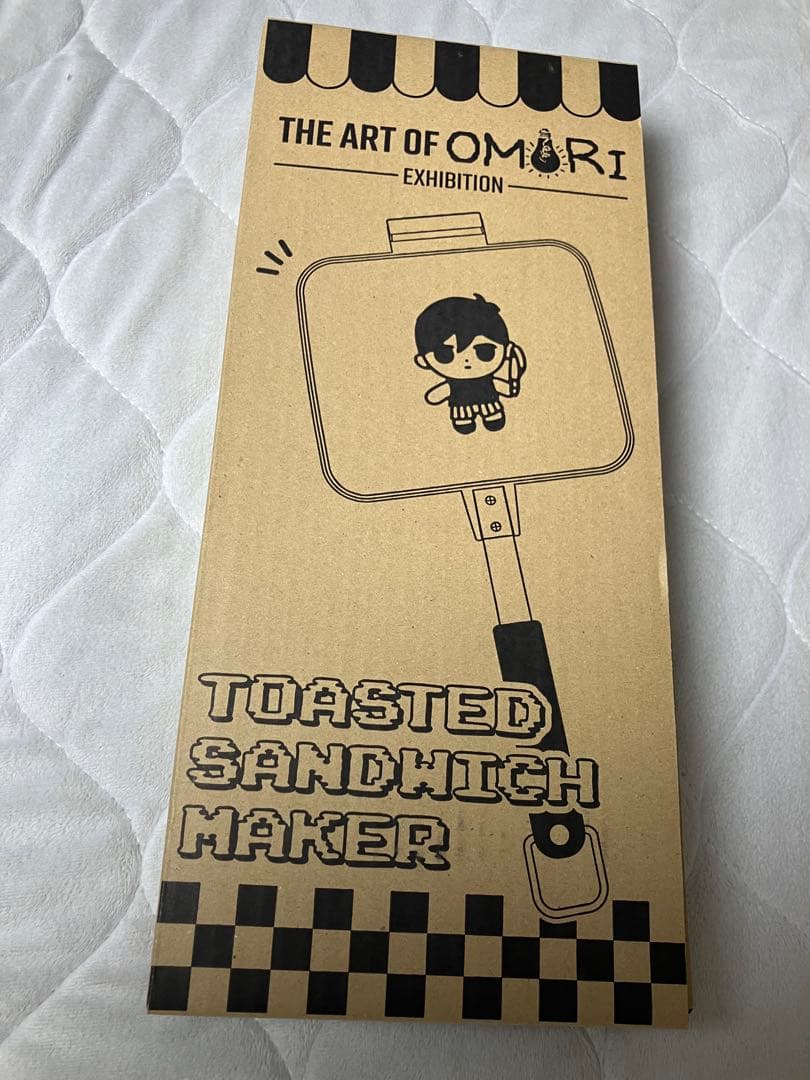 THE ART OF OMORI
EXHIBITION
TOASTED
SANDWICH
MAKER